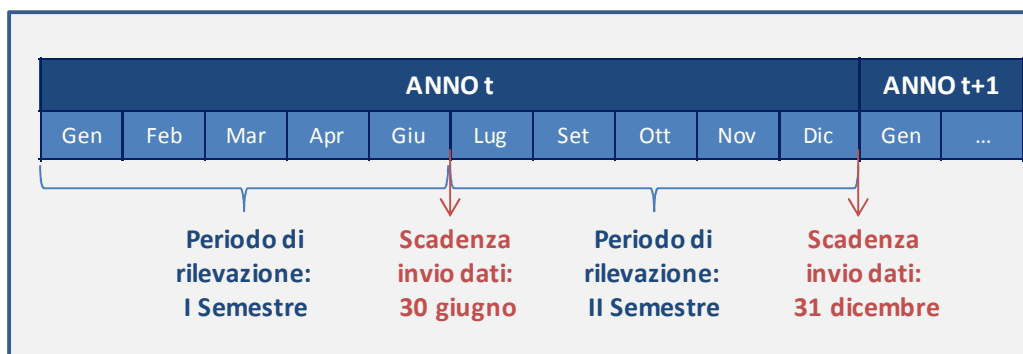 ANNO t ANNO t+1
Gen Feb Mar Apr Giu Lug Set Ott Nov Dic Gen ...
Periodo di
rilevazione:
I Semestre
Scadenza
invio dati:
30 giugno
Periodo di
rilevazione:
II Semestre
Scadenza
invio dati:
31 dicembre